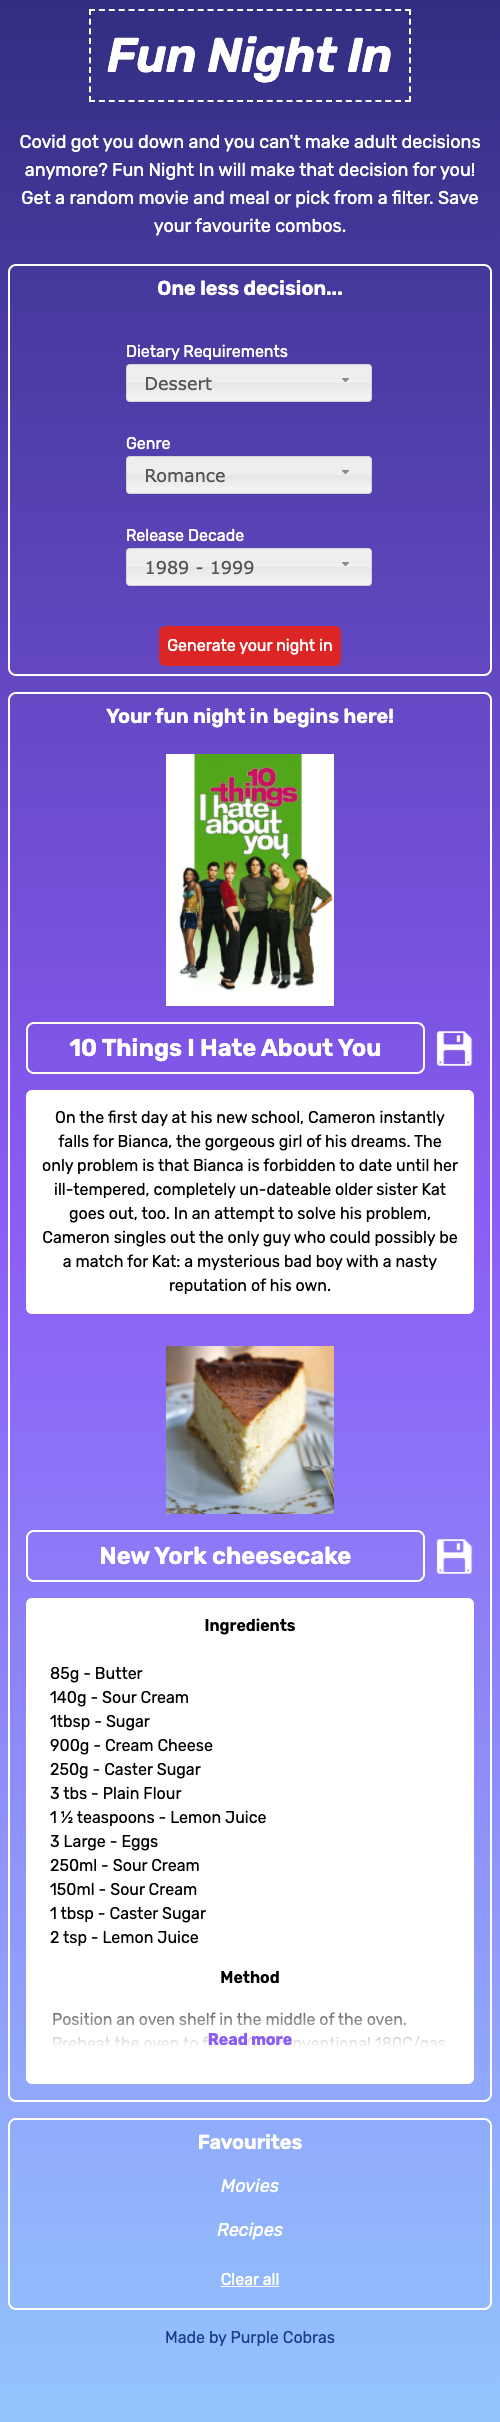 Fun Night In
Covid got you down and you can't make adult decisions
anymore? Fun Night In will make that decision for you!
Get a random movie and meal or pick from a filter. Save
your favourite combos.
One less decision...
Dietary Requirements
Dessert
Genre
Romance
Release Decade
1989 - 1999
Generate your night in
Your fun night in begins here!
10
things
I hate
about
you
10 Things I Hate About You
On the first day at his new school, Cameron instantly
falls for Bianca, the gorgeous girl of his dreams. The
only problem is that Bianca is forbidden to date until her
ill-tempered, completely un-dateable older sister Kat
goes out, too. In an attempt to solve his problem,
Cameron singles out the only guy who could possibly be
a match for Kat: a mysterious bad boy with a nasty
reputation of his own.
New York cheesecake
Ingredients
85g - Butter
140g - Sour Cream
1tbsp - Sugar
900g - Cream Cheese
250g - Caster Sugar
3 tbs - Plain Flour
1 ½ teaspoons - Lemon Juice
3 Large - Eggs
250ml - Sour Cream
150ml - Sour Cream
1 tbsp - Caster Sugar
2 tsp - Lemon Juice
Method
Position an oven shelf in the middle of the oven.
Preheat the oven to 180C/gas
Read more
Favourites
Movies
Recipes
Clear all
Made by Purple Cobras